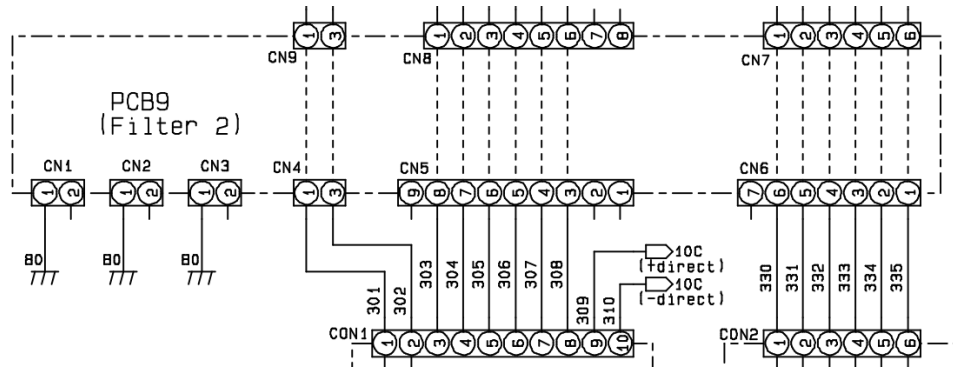 1 3
1 2 3 4 5 6 7 8
1 2 3 4 5 6
CN9
CN8
CN7
PCB9
(Filter 2)
CN1
CN2
CN3
CN4
CN5
CN6
1 2
1 2
1 2
1 3
9 8 7 6 5 4 3 2 1
7 6 5 4 3 2 1
80
80
80
301
302
303
304
305
306
307
308
309
310
10C
(+direct)
10C
(-direct)
330
331
332
333
334
335
CON1
1 2 3 4 5 6 7 8 9 10
CON2
1 2 3 4 5 6